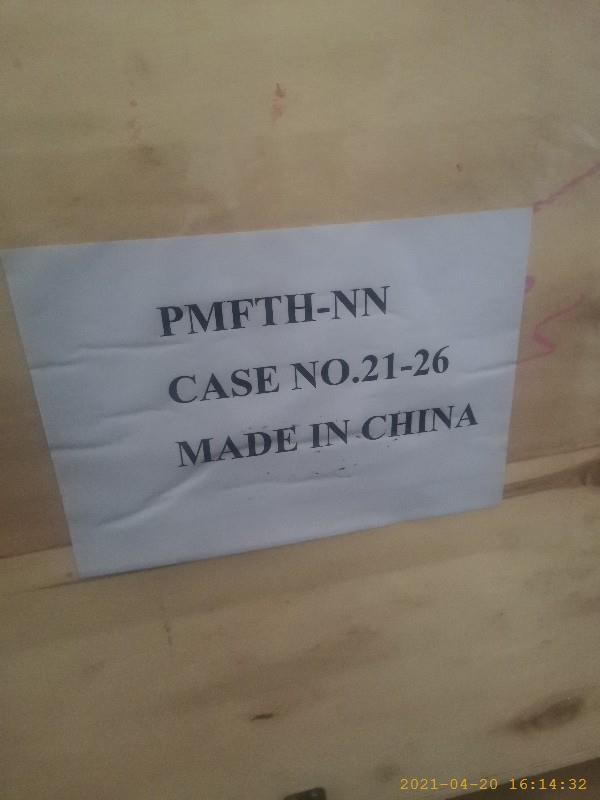 PMFTH-NN
CASE NO.21-26
MADE IN CHINA
2021-04-20 16:14:32